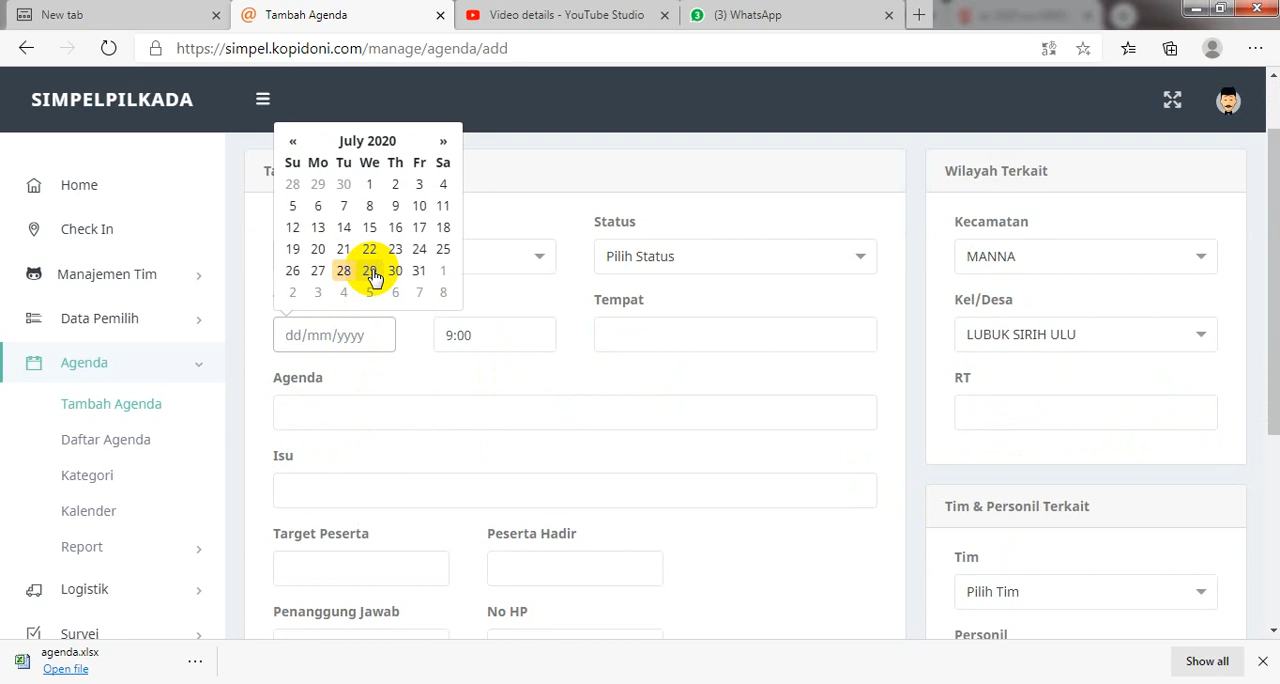 New tab
Tambah Agenda
Video details - YouTube Studio
(3) WhatsApp
https://simpel.kopidoni.com/manage/agenda/add
SIMPELPILKADA
Home
Check In
Manajemen Tim
Data Pemilih
Agenda
Tambah Agenda
Daftar Agenda
Kategori
Kalender
Report
Logistik
Survei
« July 2020 »
Su Mo Tu We Th Fr Sa
28 29 30 1 2 3 4
5 6 7 8 9 10 11
12 13 14 15 16 17 18
19 20 21 22 23 24 25
26 27 28 29 30 31 1
2 3 4 5 6 7 8
Status
Pilih Status
dd/mm/yyyy
9:00
Tempat
Agenda
Isu
Target Peserta
Peserta Hadir
Penanggung Jawab
No HP
Wilayah Terkait
Kecamatan
MANNA
Kel/Desa
LUBUK SIRIH ULU
RT
Tim & Personil Terkait
Tim
Pilih Tim
Personil
agenda.xlsx
Open file
Show all